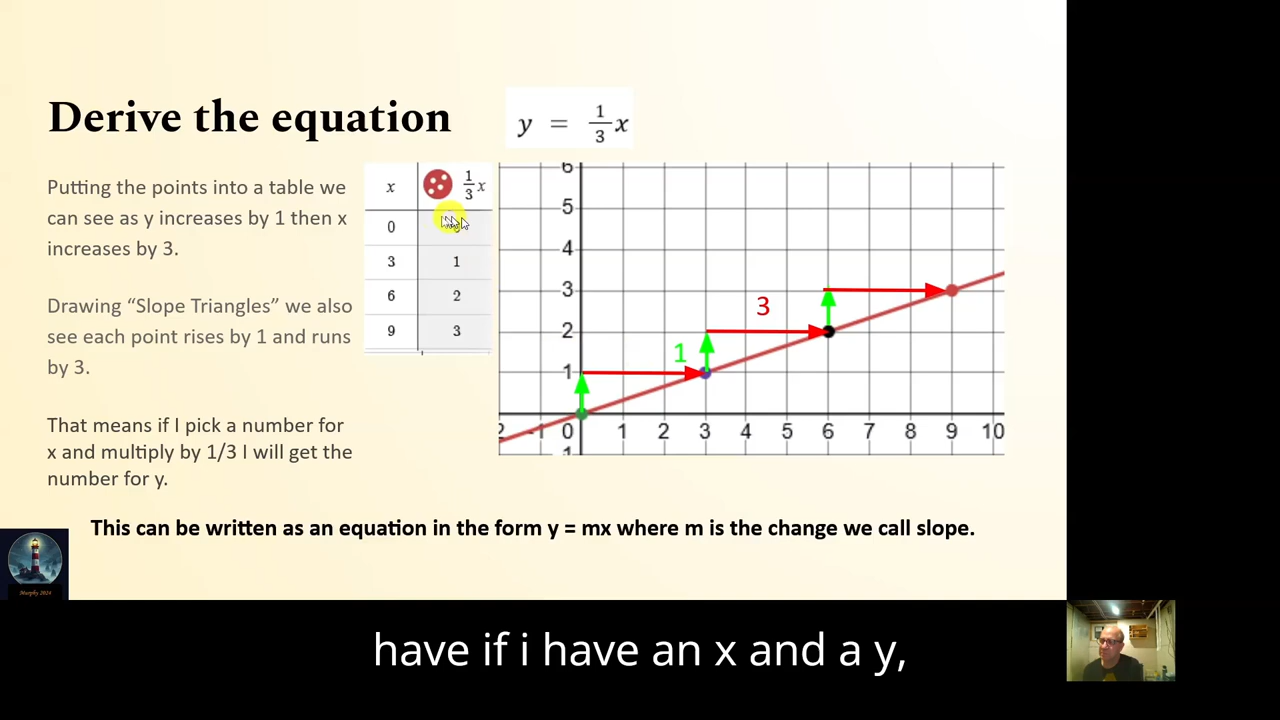 Derive the equation
y = 1/3 x
Putting the points into a table we
can see as y increases by 1 then x
increases by 3.
Drawing “Slope Triangles” we also
see each point rises by 1 and runs
by 3.
That means if I pick a number for
x and multiply by 1/3 I will get the
number for y.
x 1/3 x
0
3 1
6 2
9 3
6
5
4
3
2
1
3
1
2 -1 0 1 2 3 4 5 6 7 8 9 10
1
This can be written as an equation in the form y = mx where m is the change we call slope.
Murphy 2024
have if i have an x and a y,